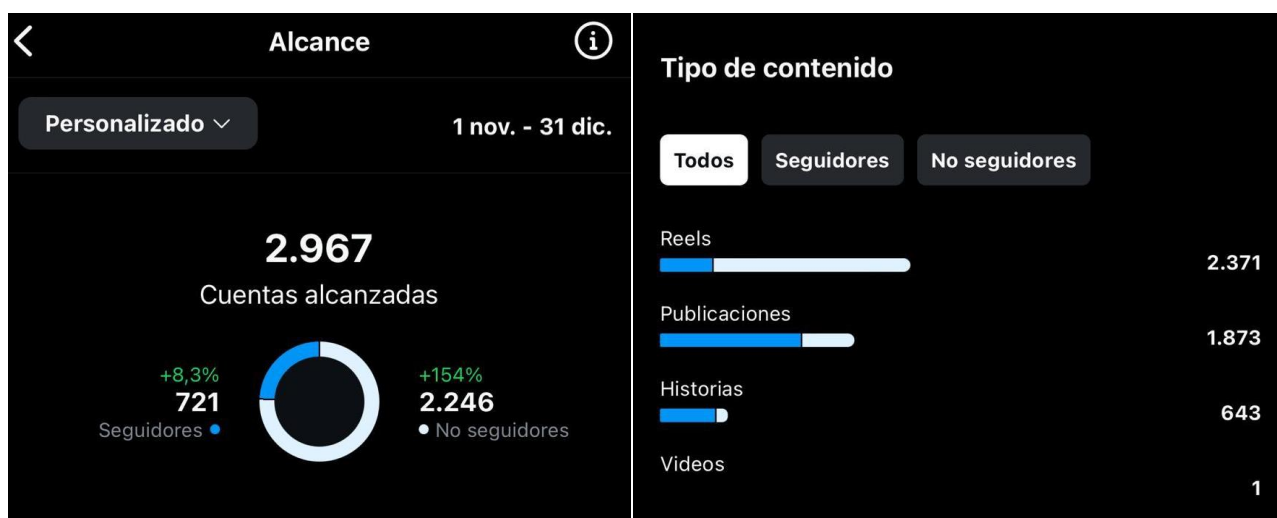 Alcance
Personalizado
1 nov. - 31 dic.
2.967
Cuentas alcanzadas
+8,3%
721
Seguidores
+154%
2.246
No seguidores
Tipo de contenido
Todos Seguidores No seguidores
Reels
2.371
Publicaciones
1.873
Historias
643
Videos
1